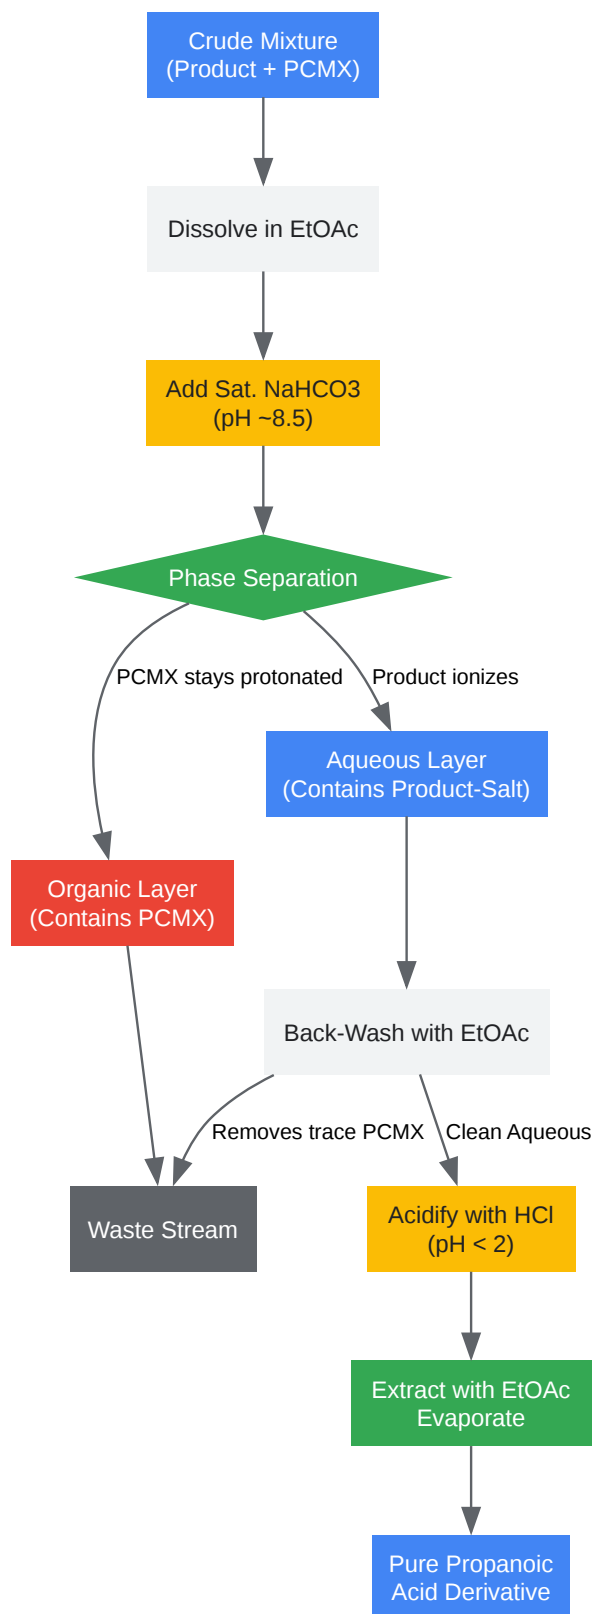 Crude Mixture
(Product + PCMX)
Dissolve in EtOAc
Add Sat. NaHCO3
(pH ~8.5)
Phase Separation
PCMX stays protonated
Product ionizes
Aqueous Layer
(Contains Product-Salt)
Organic Layer
(Contains PCMX)
Back-Wash with EtOAc
Removes trace PCMX
Clean Aqueous
Waste Stream
Acidify with HCl
(pH < 2)
Extract with EtOAc
Evaporate
Pure Propanoic
Acid Derivative